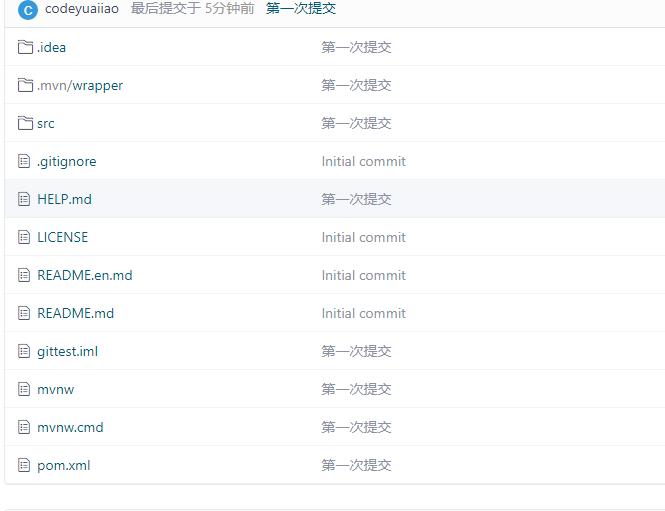 C codeyuaiiao 最后提交于 5分钟前 第一次提交
.idea 第一次提交
.mvn/wrapper 第一次提交
src 第一次提交
.gitignore Initial commit
HELP.md 第一次提交
LICENSE Initial commit
README.en.md Initial commit
README.md Initial commit
gittest.iml 第一次提交
mvnw 第一次提交
mvnw.cmd 第一次提交
pom.xml 第一次提交